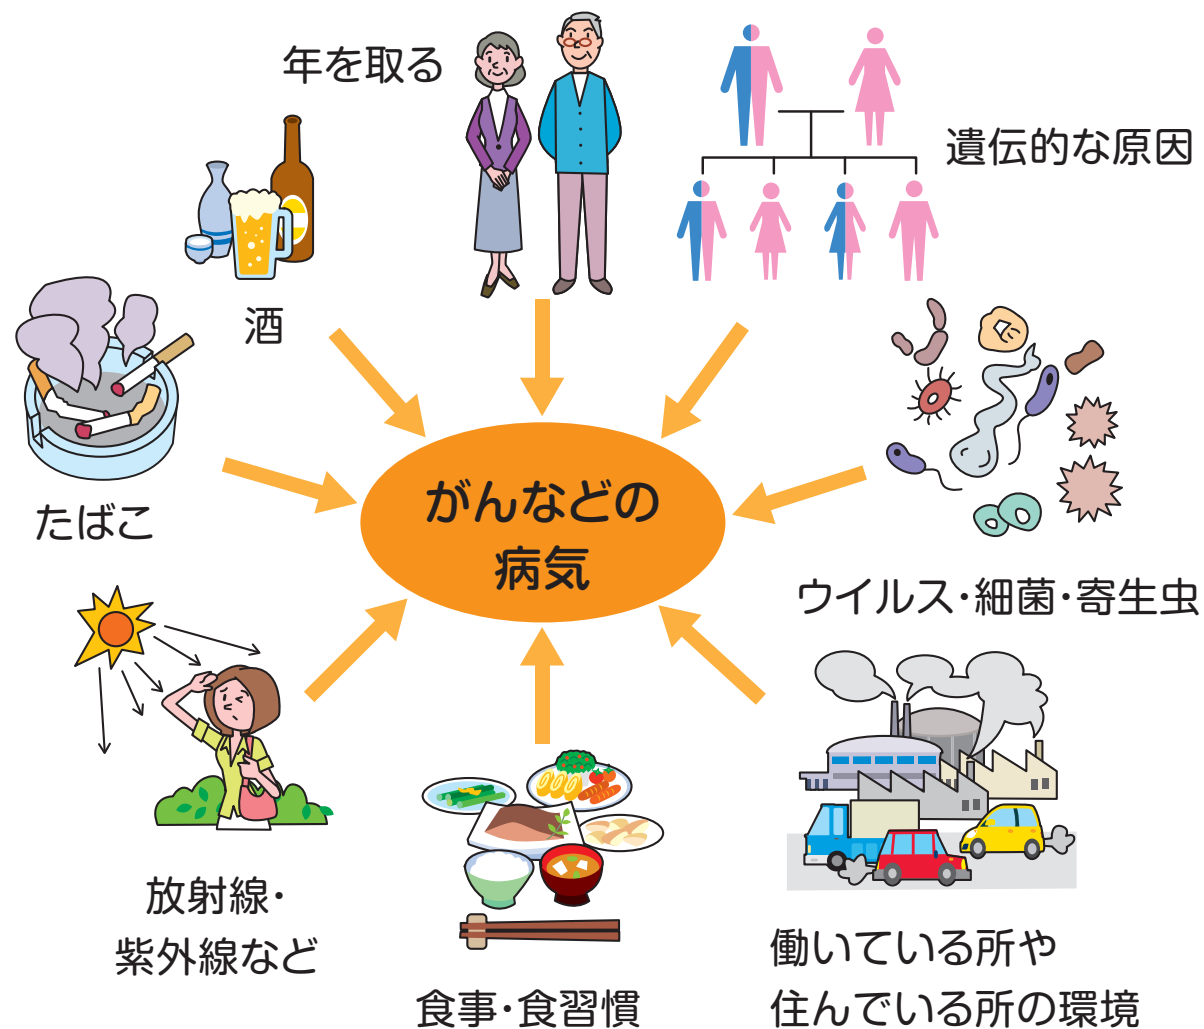 年を取る
遺伝的な原因
酒
たばこ
がんなどの
病気
ウイルス・細菌・寄生虫
放射線・
紫外線など
食事・食習慣
働いている所や
住んでいる所の環境